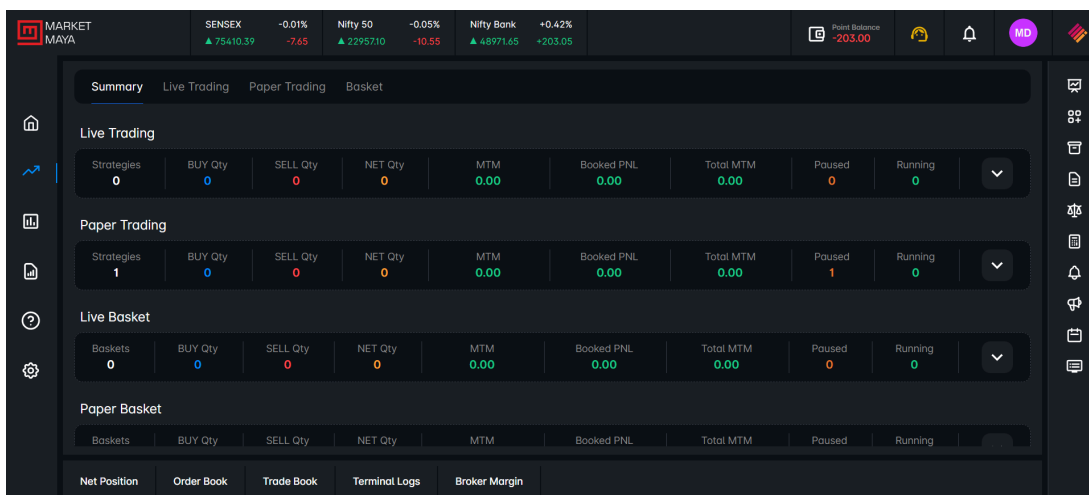 MARKET
MAYA
SENSEX -0.01%
▲ 75410.39 -7.65
Nifty 50 -0.05%
▲ 22957.10 -10.55
Nifty Bank +0.42%
▲ 48971.65 +203.05
Point Balance
-203.00
MD
Summary Live Trading Paper Trading Basket
Live Trading
Strategies BUY Qty SELL Qty NET Qty MTM Booked PNL Total MTM Paused Running
0 0 0 0 0.00 0.00 0.00 0 0
Paper Trading
Strategies BUY Qty SELL Qty NET Qty MTM Booked PNL Total MTM Paused Running
1 0 0 0 0.00 0.00 0.00 1 0
Live Basket
Baskets BUY Qty SELL Qty NET Qty MTM Booked PNL Total MTM Paused Running
0 0 0 0 0.00 0.00 0.00 0 0
Paper Basket
Baskets BUY Qty SELL Qty NET Qty MTM Booked PNL Total MTM Paused Running
Net Position Order Book Trade Book Terminal Logs Broker Margin